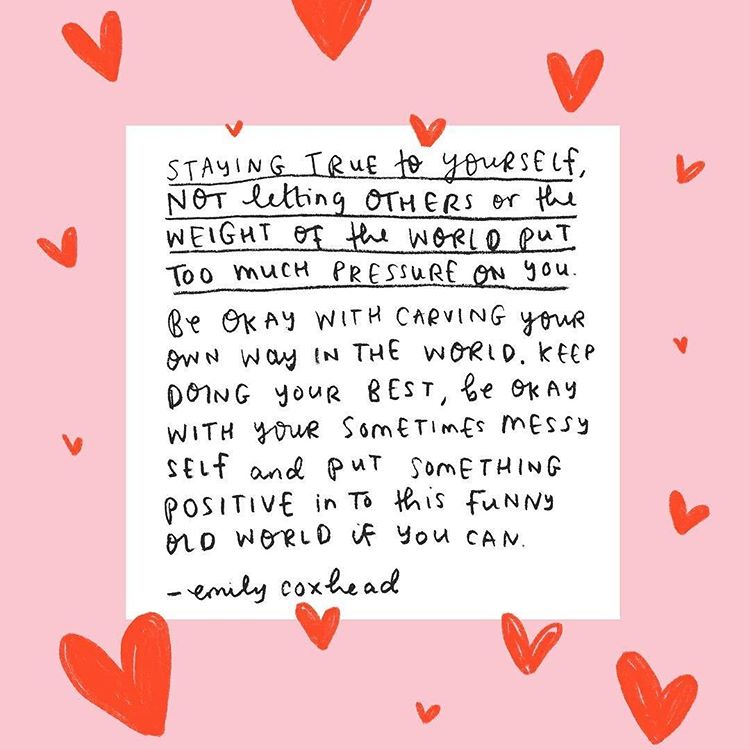 STAYING TRUE to YOURSELF,
NOT letting OTHERS or the
WEIGHT OF the WORLD PUT
TOO MUCH PRESSURE ON YOU.
Be OKAY WITH CARVING YOUR
OWN WAY IN THE WORLD. KEEP
DOING YOUR BEST, be OKAY
WITH YOUR SOMETIMES MESSY
SELF and PUT SOMETHING
POSITIVE in TO this FUNNY
OLD WORLD if YOU CAN.
- emily coxhead